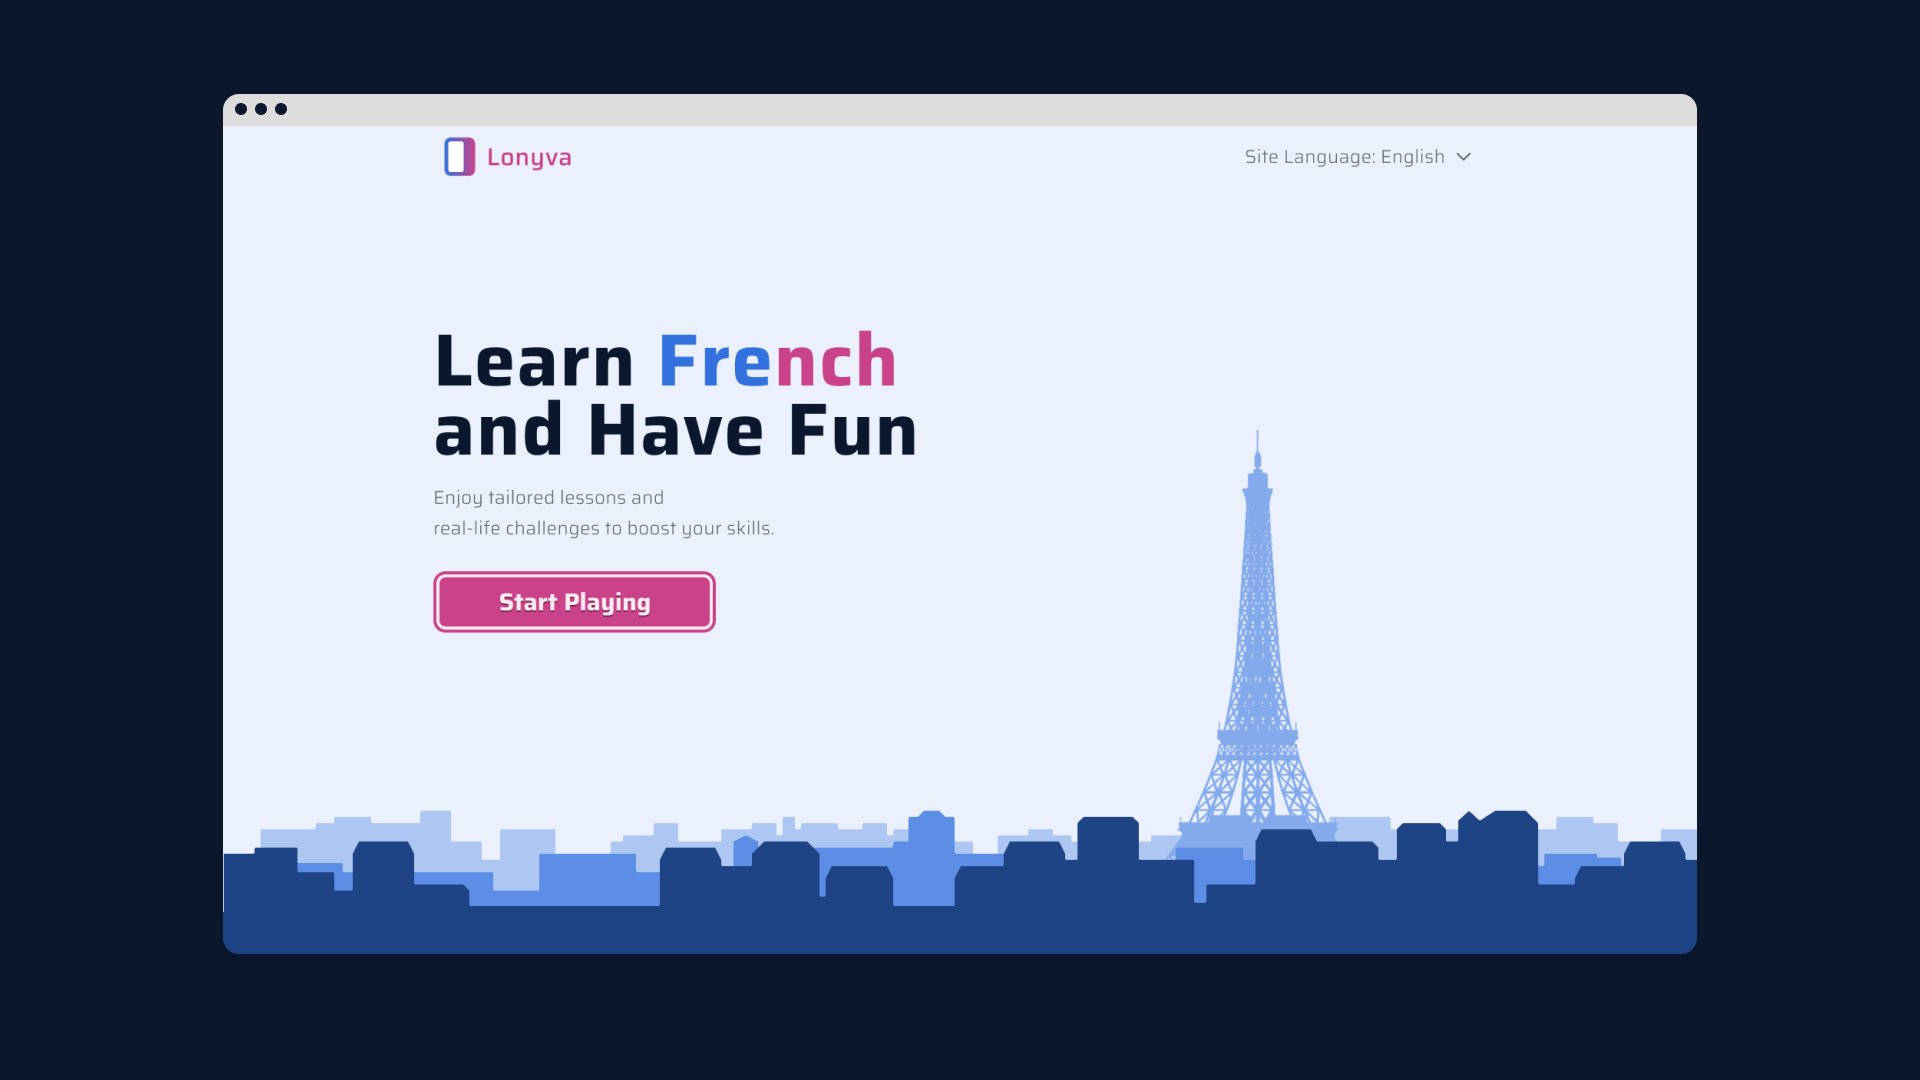 Lonyva
Site Language: English
Learn French
and Have Fun
Enjoy tailored lessons and
real-life challenges to boost your skills.
Start Playing